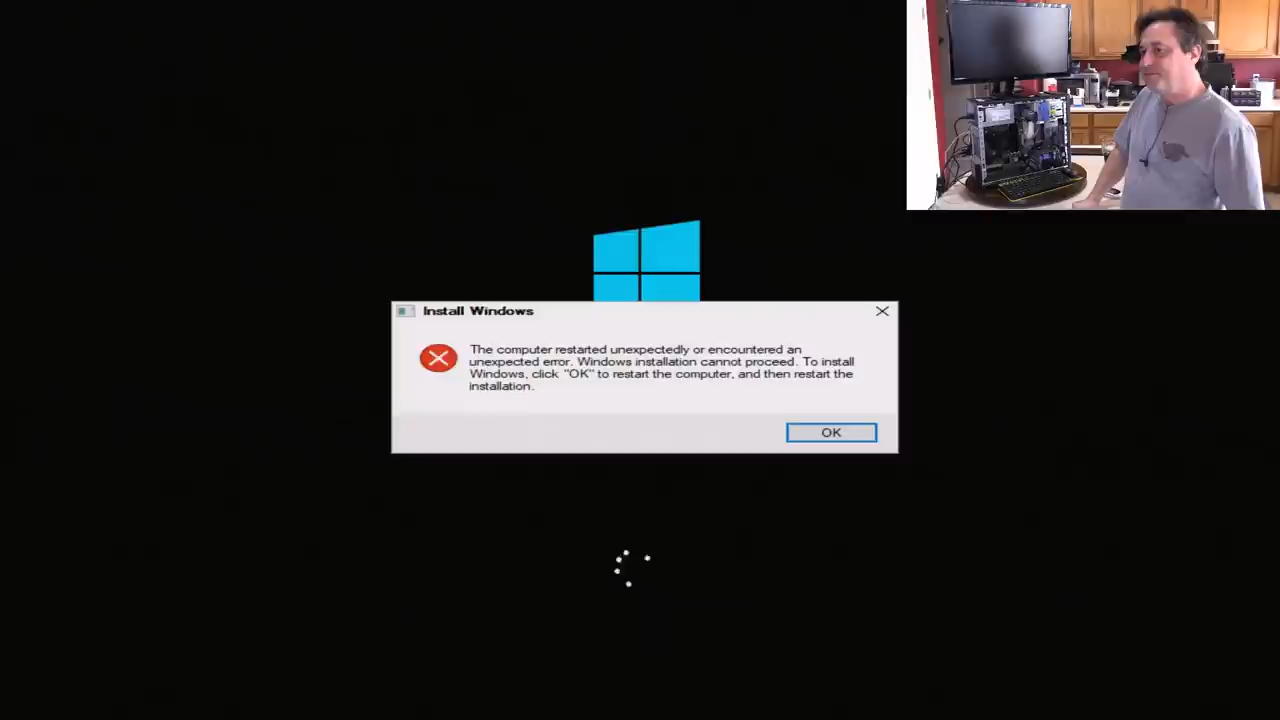 Install Windows
The computer restarted unexpectedly or encountered an
unexpected error. Windows installation cannot proceed. To install
Windows, click "OK" to restart the computer, and then restart the
installation.
OK